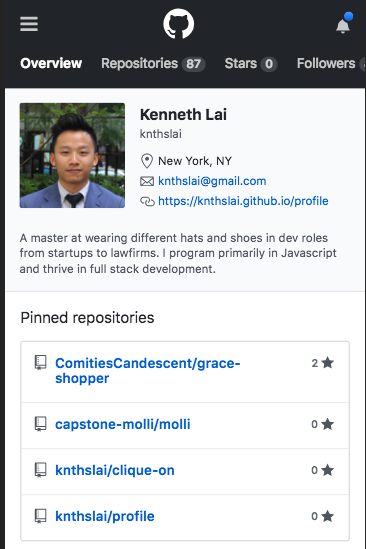 Overview Repositories 87 Stars 0 Followers
Kenneth Lai
knthslai
New York, NY
knthslai@gmail.com
https://knthslai.github.io/profile
A master at wearing different hats and shoes in dev roles
from startups to lawfirms. I program primarily in Javascript
and thrive in full stack development.
Pinned repositories
ComitiesCandescent/grace-
shopper
2
capstone-molli/molli 0
knthslai/clique-on 0
knthslai/profile 0